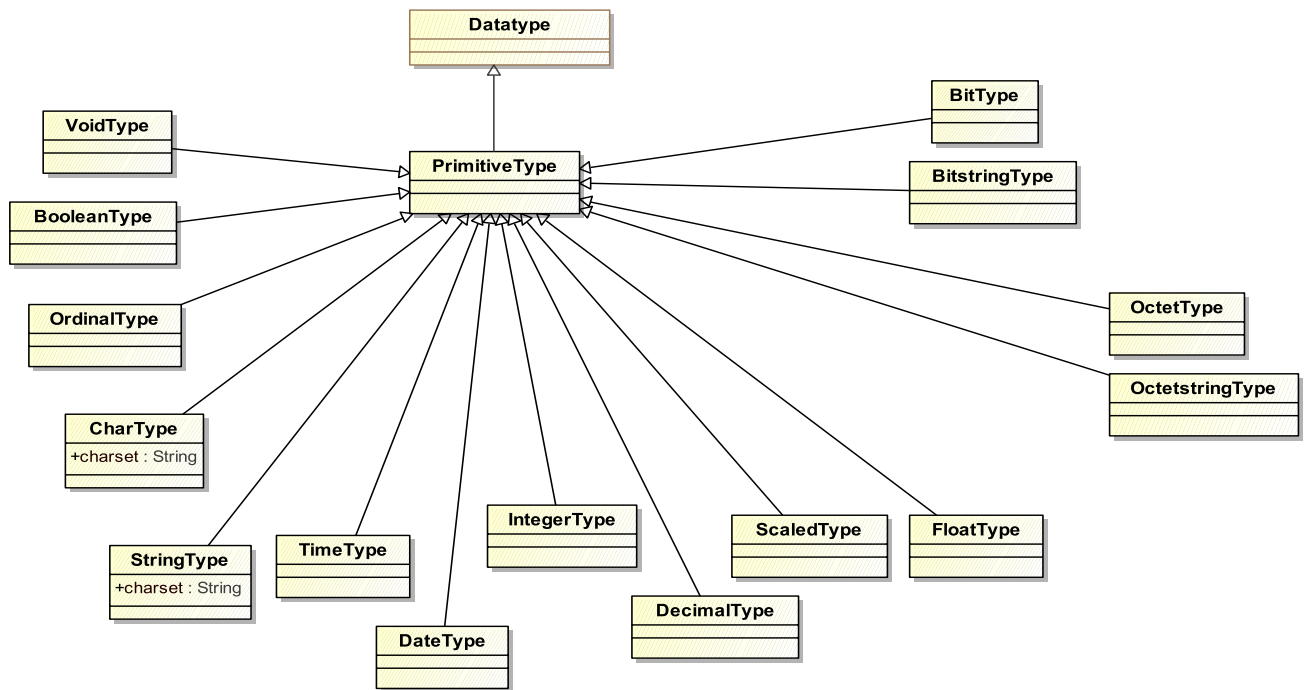 Datatype
BitType
VoidType
PrimitiveType
BitstringType
BooleanType
OctetType
OrdinalType
OctetstringType
CharType
+charset : String
IntegerType
ScaledType
FloatType
TimeType
StringType
+charset : String
DecimalType
DateType